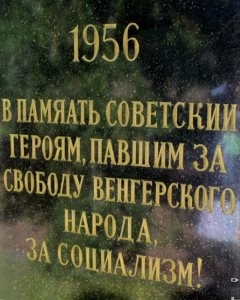 1956
В ПАМЯАТЬ СОВЕТСКИИ
ГЕРОЯМ, ПАВШИМ ЗА
СВОБОДУ ВЕНГЕРСКОГО
НАРОДА,
ЗА СОЦИАЛИЗМ!